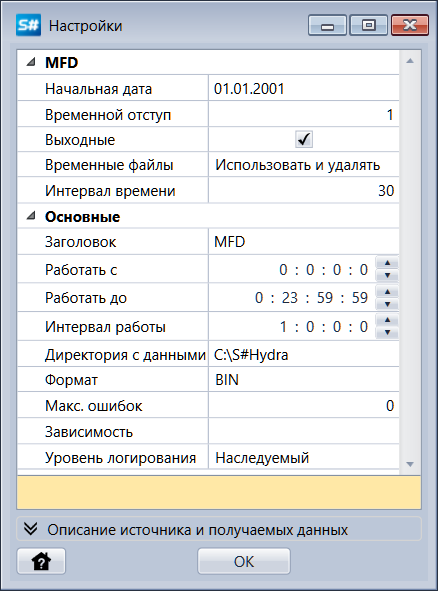 S# Настройки
MFD
Начальная дата 01.01.2001
Временной отступ 1
Выходные
Временные файлы Использовать и удалять
Интервал времени 30
Основные
Заголовок MFD
Работать с 0 : 0 : 0 : 0
Работать до 0 : 23 : 59 : 59
Интервал работы 1 : 0 : 0 : 0
Директория с данными C:\S#Hydra
Формат BIN
Макс. ошибок 0
Зависимость
Уровень логирования Наследуемый
Описание источника и получаемых данных
? OK